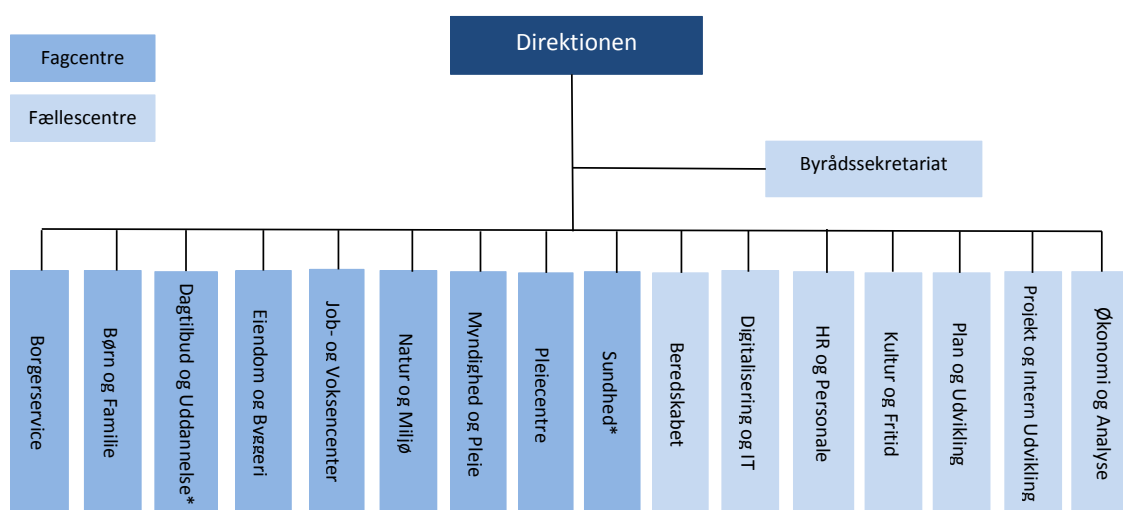 Direktionen
Fagcentre
Fællescentre
Byrådssekretariat
Borgerservice
Børn og Familie
Dagtilbud og Uddannelse*
Ejendom og Byggeri
Job- og Voksencenter
Natur og Miljø
Myndighed og Pleje
Plejecentre
Sundhed*
Beredskabet
Digitalisering og IT
HR og Personale
Kultur og Fritid
Plan og Udvikling
Projekt og Intern Udvikling
Økonomi og Analyse